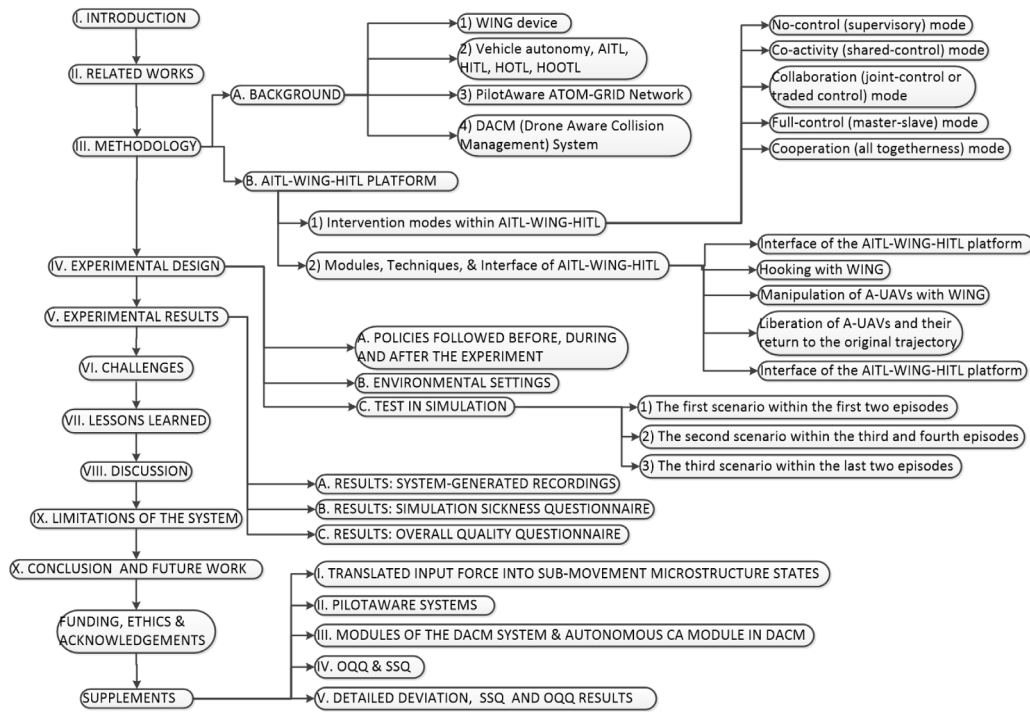 I. INTRODUCTION
II. RELATED WORKS
III. METHODOLOGY
A. BACKGROUND
1) WING device
2) Vehicle autonomy, AITL,
HITL, HOTL, HOOTL
3) PilotAware ATOM-GRID Network
4) DACM (Drone Aware Collision
Management) System
B. AITL-WING-HITL PLATFORM
1) Intervention modes within AITL-WING-HITL
No-control (supervisory) mode
Co-activity (shared-control) mode
Collaboration (joint-control or
traded control) mode
Full-control (master-slave) mode
Cooperation (all togetherness) mode
2) Modules, Techniques, & Interface of AITL-WING-HITL
Interface of the AITL-WING-HITL platform
Hooking with WING
Manipulation of A-UAVs with WING
Liberation of A-UAVs and their
return to the original trajectory
Interface of the AITL-WING-HITL platform
IV. EXPERIMENTAL DESIGN
A. POLICIES FOLLOWED BEFORE, DURING
AND AFTER THE EXPERIMENT
B. ENVIRONMENTAL SETTINGS
C. TEST IN SIMULATION
1) The first scenario within the first two episodes
2) The second scenario within the third and fourth episodes
3) The third scenario within the last two episodes
V. EXPERIMENTAL RESULTS
A. RESULTS: SYSTEM-GENERATED RECORDINGS
B. RESULTS: SIMULATION SICKNESS QUESTIONNAIRE
C. RESULTS: OVERALL QUALITY QUESTIONNAIRE
VI. CHALLENGES
VII. LESSONS LEARNED
VIII. DISCUSSION
IX. LIMITATIONS OF THE SYSTEM
X. CONCLUSION AND FUTURE WORK
FUNDING, ETHICS &
ACKNOWLEDGEMENTS
SUPPLEMENTS
I. TRANSLATED INPUT FORCE INTO SUB-MOVEMENT MICROSTRUCTURE STATES
II. PILOTAWARE SYSTEMS
III. MODULES OF THE DACM SYSTEM & AUTONOMOUS CA MODULE IN DACM
IV. OQQ & SSQ
V. DETAILED DEVIATION, SSQ AND OQQ RESULTS